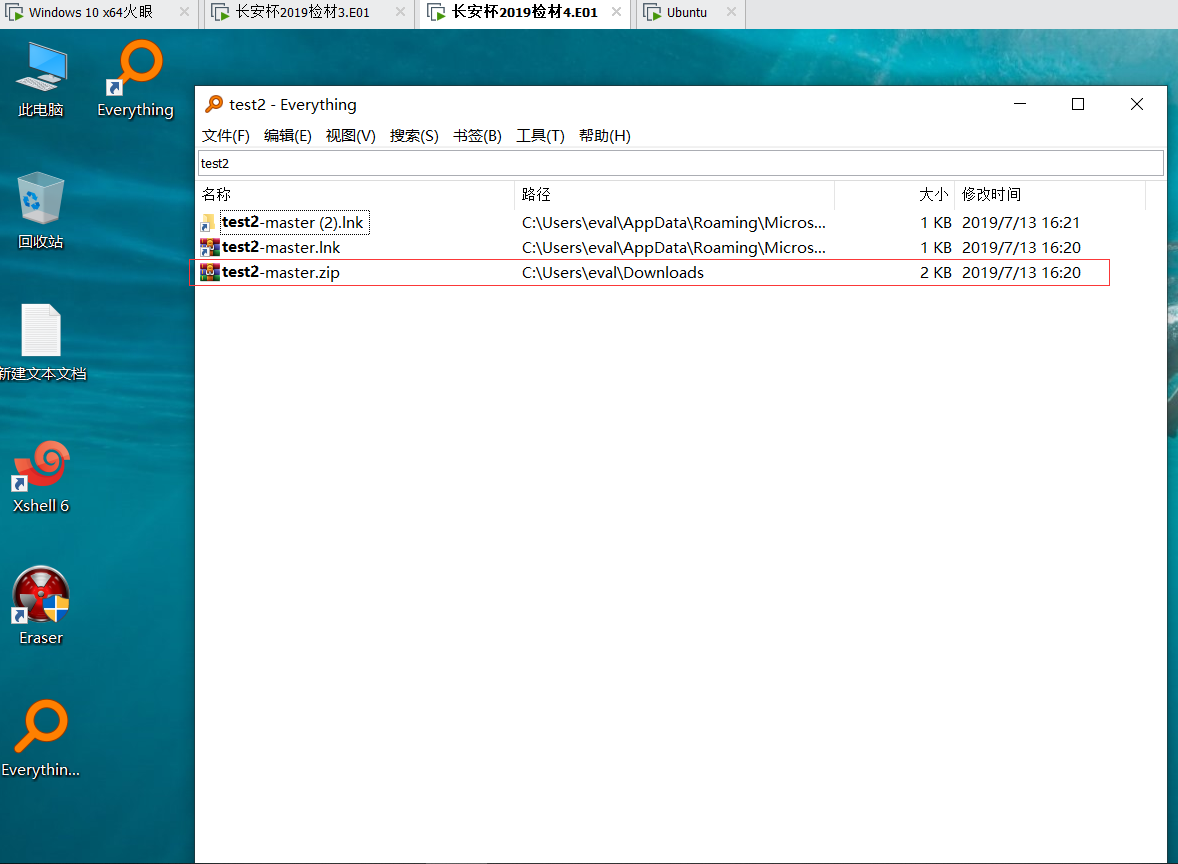 Windows 10 x64火眼
长安杯2019检材3.E01
长安杯2019检材4.E01
Ubuntu
此电脑
Everything
回收站
新建文本文档
Xshell 6
Eraser
Everythin...
test2 - Everything
文件(F) 编辑(E) 视图(V) 搜索(S) 书签(B) 工具(T) 帮助(H)
test2
名称 路径 大小 修改时间
test2-master (2).lnk C:\Users\eval\AppData\Roaming\Micros... 1 KB 2019/7/13 16:21
test2-master.lnk C:\Users\eval\AppData\Roaming\Micros... 1 KB 2019/7/13 16:20
test2-master.zip C:\Users\eval\Downloads 2 KB 2019/7/13 16:20